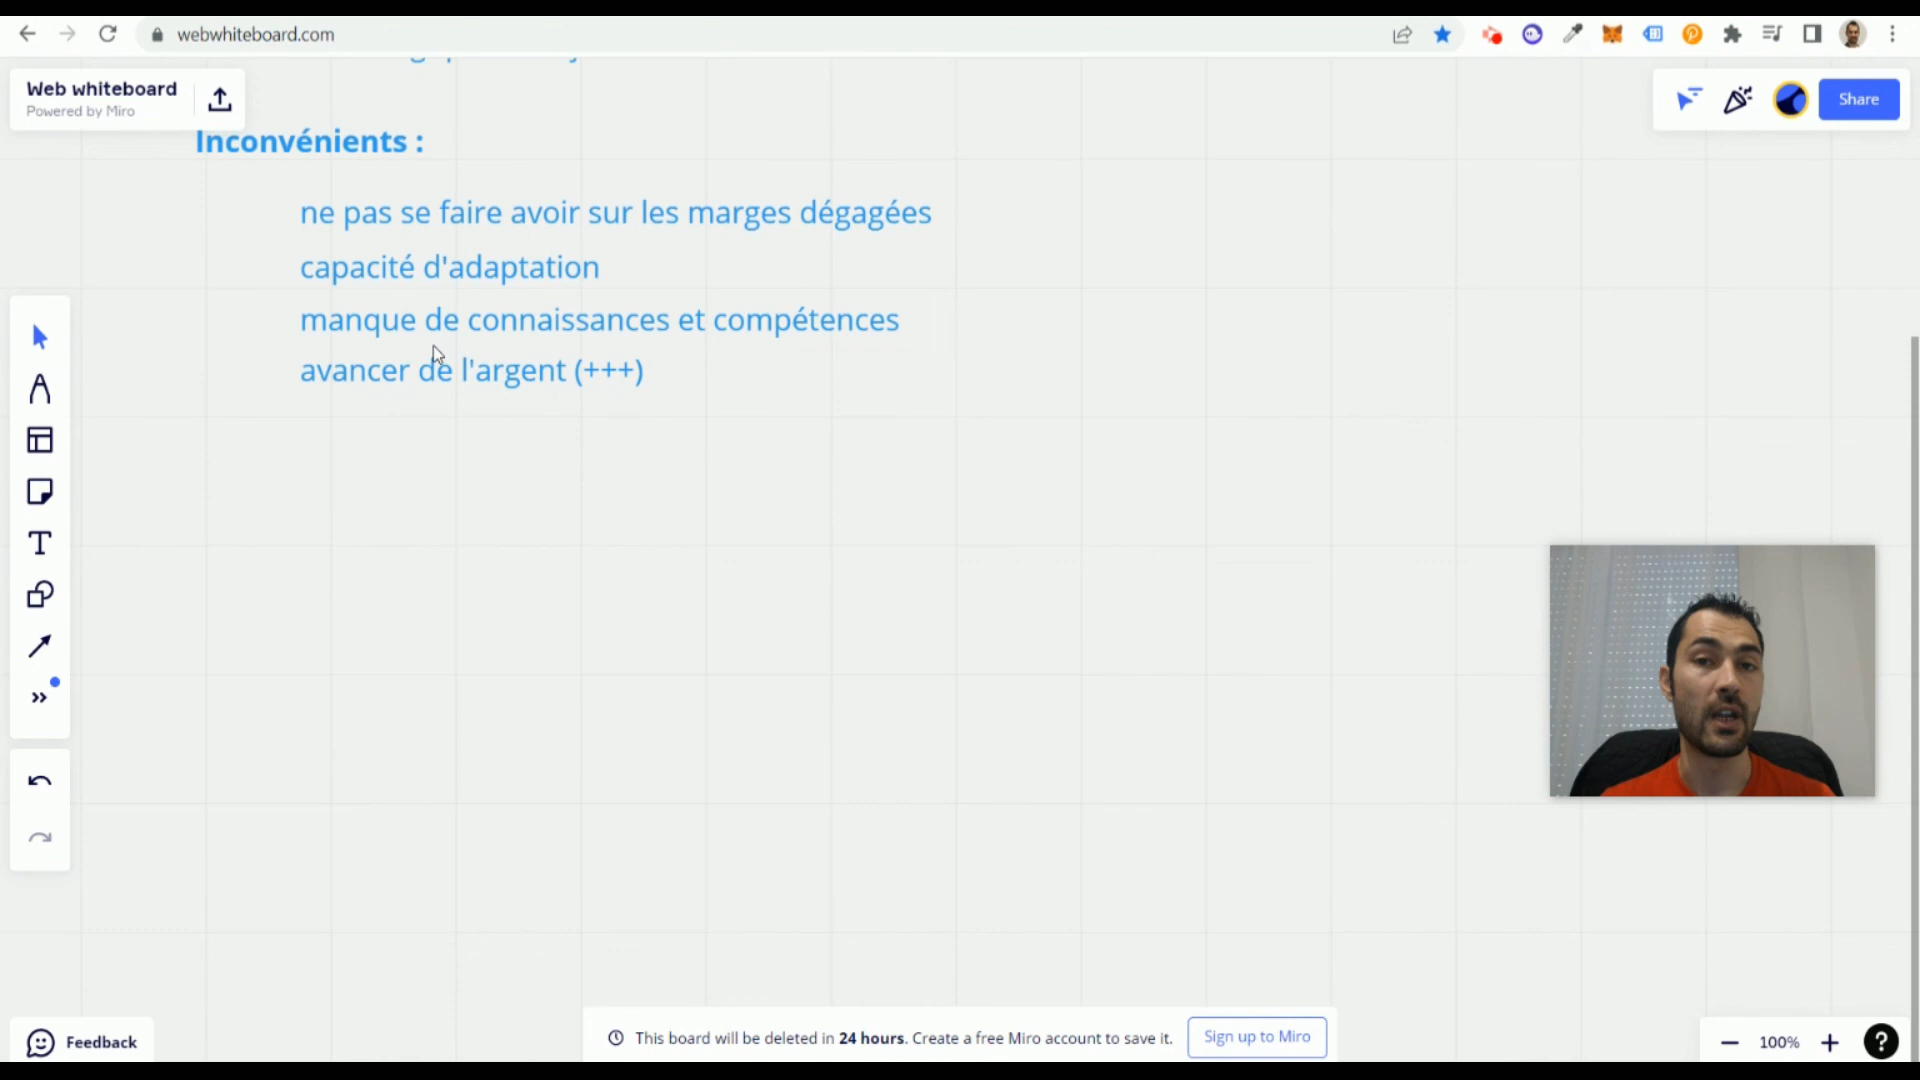 webwhiteboard.com
Web whiteboard
Powered by Miro
Share
Inconvénients :
ne pas se faire avoir sur les marges dégagées
capacité d'adaptation
manque de connaissances et compétences
avancer de l'argent (+++)
This board will be deleted in 24 hours. Create a free Miro account to save it.
Sign up to Miro
Feedback
100%